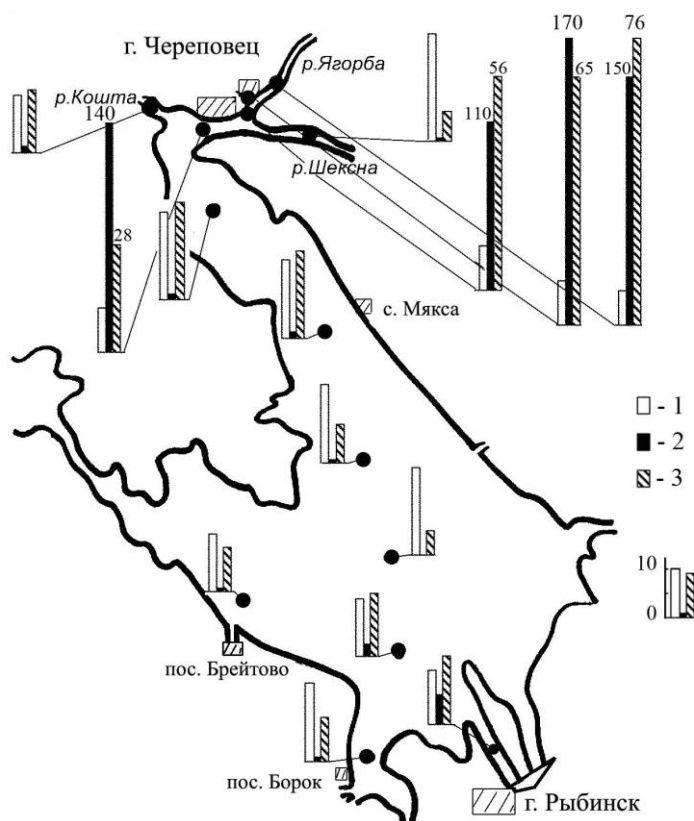 г. Череповец
р.Ягорба
р.Кошта
140
р.Шексна
28
110
56
170
65
150
76
с. Мякса
- 1
- 2
- 3
10
0
пос. Брейтово
пос. Борок
г. Рыбинск